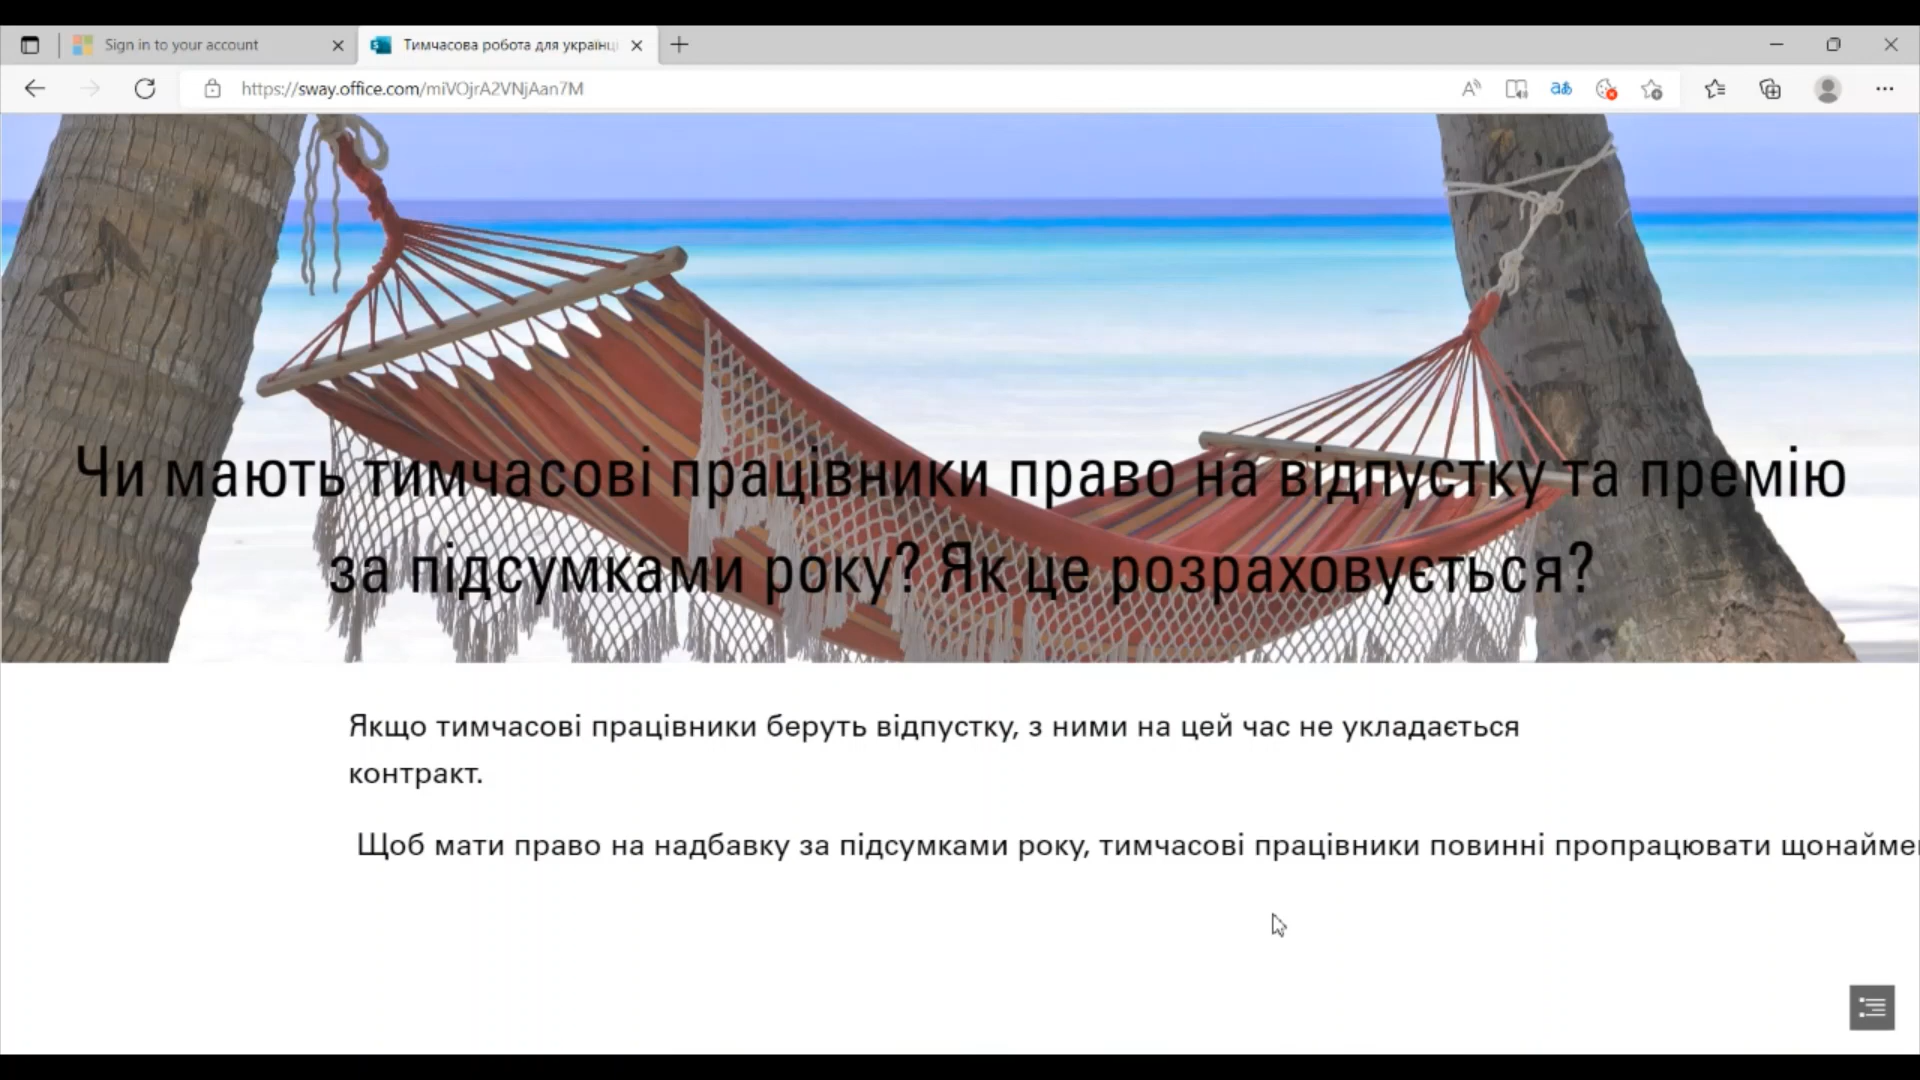 Sign in to your account
Тимчасова робота для українці
https://sway.office.com/miVOjrA2VNjAan7M
Чи мають тимчасові працівники право на відпустку та премію
за підсумками року? Як це розраховується?
Якщо тимчасові працівники беруть відпустку, з ними на цей час не укладається
контракт.
Щоб мати право на надбавку за підсумками року, тимчасові працівники повинні пропрацювати